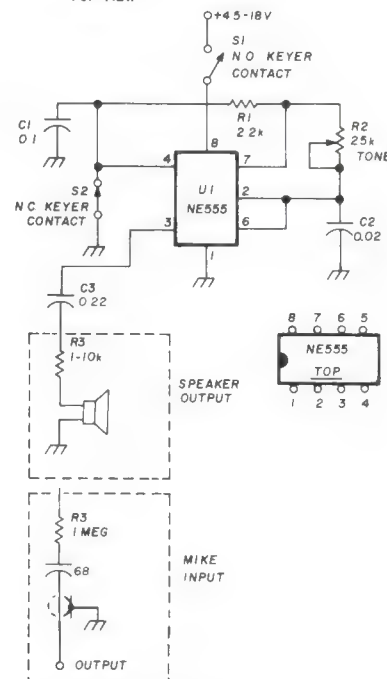 +4.5-18V
S1
N O KEYER
CONTACT
R1
2.2k
C1
0.1
R2
25k
TONE
8
4
7
U1
NE555
2
6
3
1
S2
N.C. KEYER
CONTACT
C2
0.02
C3
0.22
R3
1-10k
SPEAKER
OUTPUT
8 7 6 5
NE555
TOP
1 2 3 4
R3
1 MEG
68
MIKE
INPUT
OUTPUT